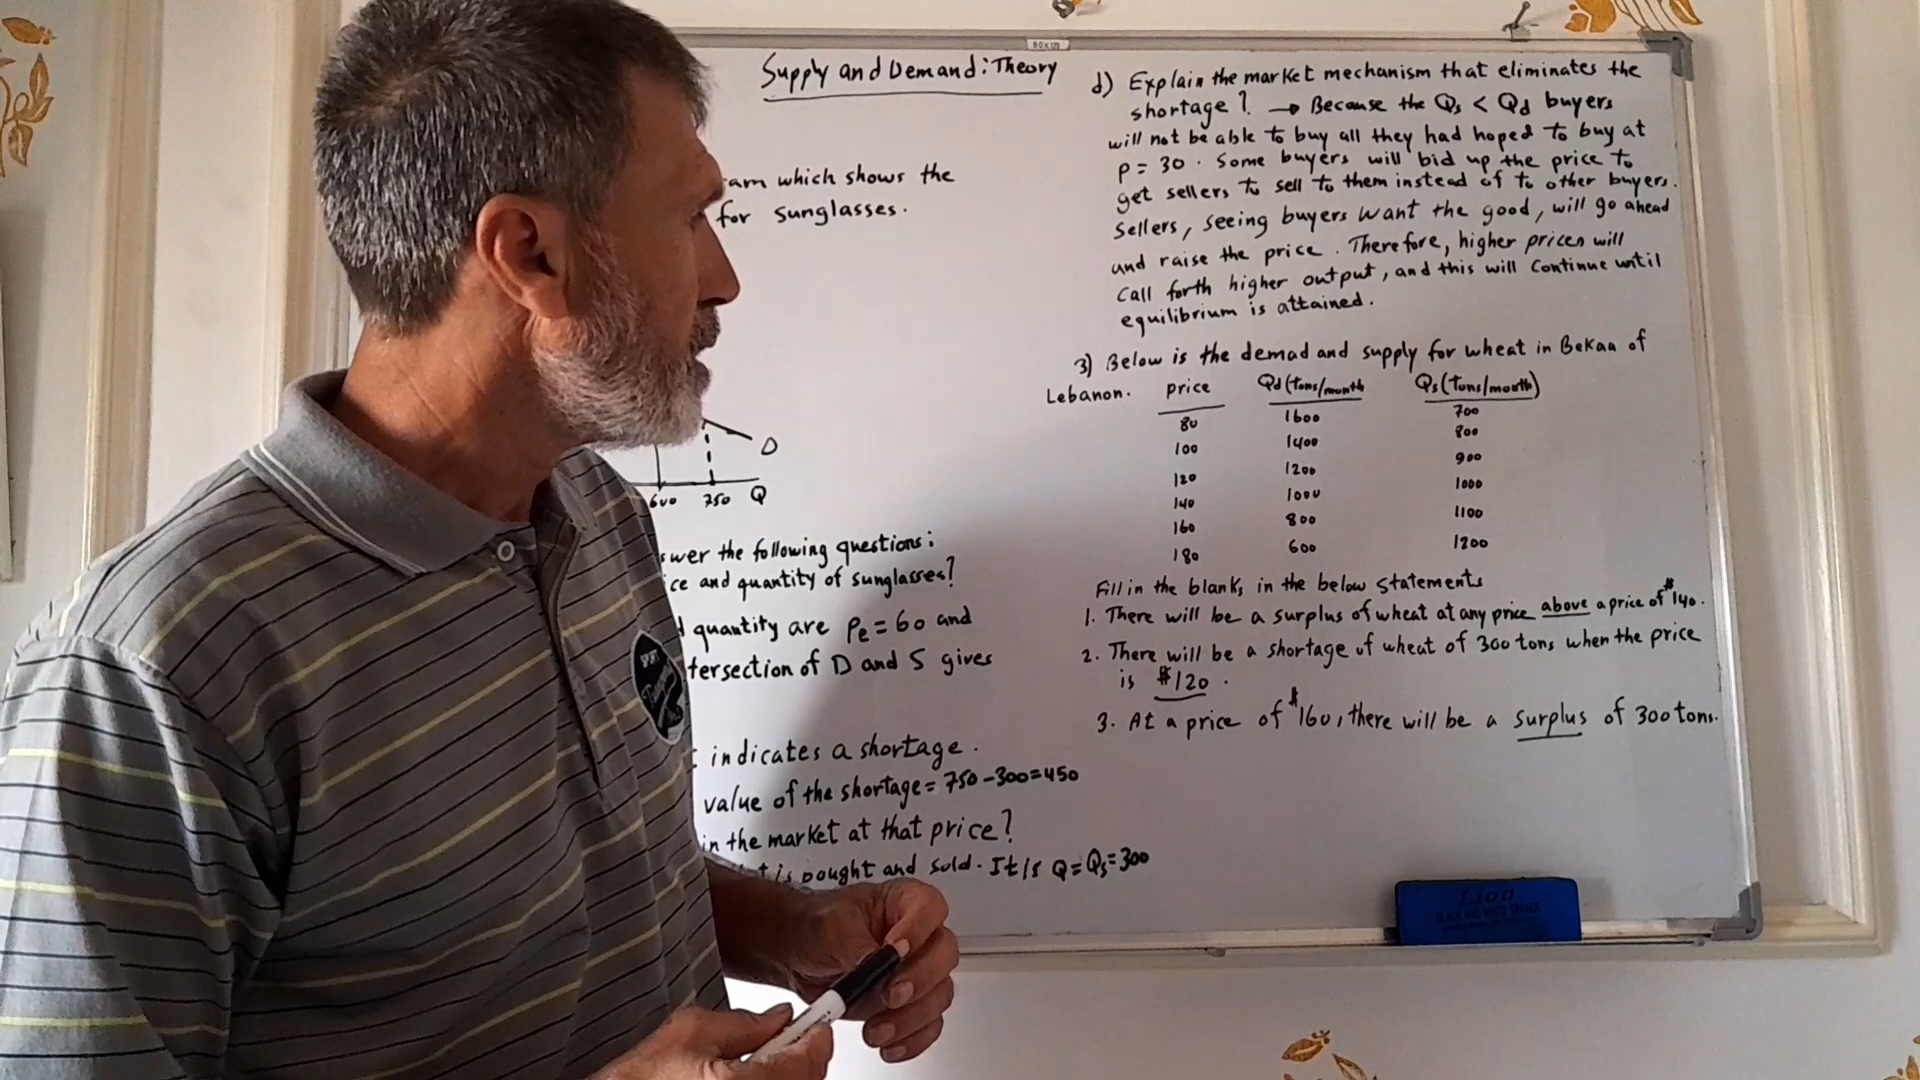 80x120
Supply and Demand: Theory
am which shows the
for sunglasses.
D
600 750 Q
swer the following questions:
ce and quantity of sunglasses?
d quantity are Pe = 60 and
tersection of D and S gives
indicates a shortage.
value of the shortage = 750 - 300 = 450
in the market at that price?
t is bought and sold. It is Q = Qs = 300
d) Explain the market mechanism that eliminates the
shortage? → Because the Qs < Qd buyers
will not be able to buy all they had hoped to buy at
P = 30. Some buyers will bid up the price to
get sellers to sell to them instead of to other buyers.
Sellers, seeing buyers want the good, will go ahead
and raise the price. Therefore, higher prices will
call forth higher output, and this will continue until
equilibrium is attained.
3) Below is the demad and supply for wheat in Bekaa of
Lebanon. price Qd (tons/month Qs (Tons/month)
80 1600 700
100 1400 800
120 1200 900
140 1000 1000
160 800 1100
180 600 1200
Fill in the blanks in the below statements
1. There will be a surplus of wheat at any price above a price of $140.
2. There will be a shortage of wheat of 300 tons when the price
is $120.
3. At a price of $160, there will be a surplus of 300 tons.
SPORT
Lion